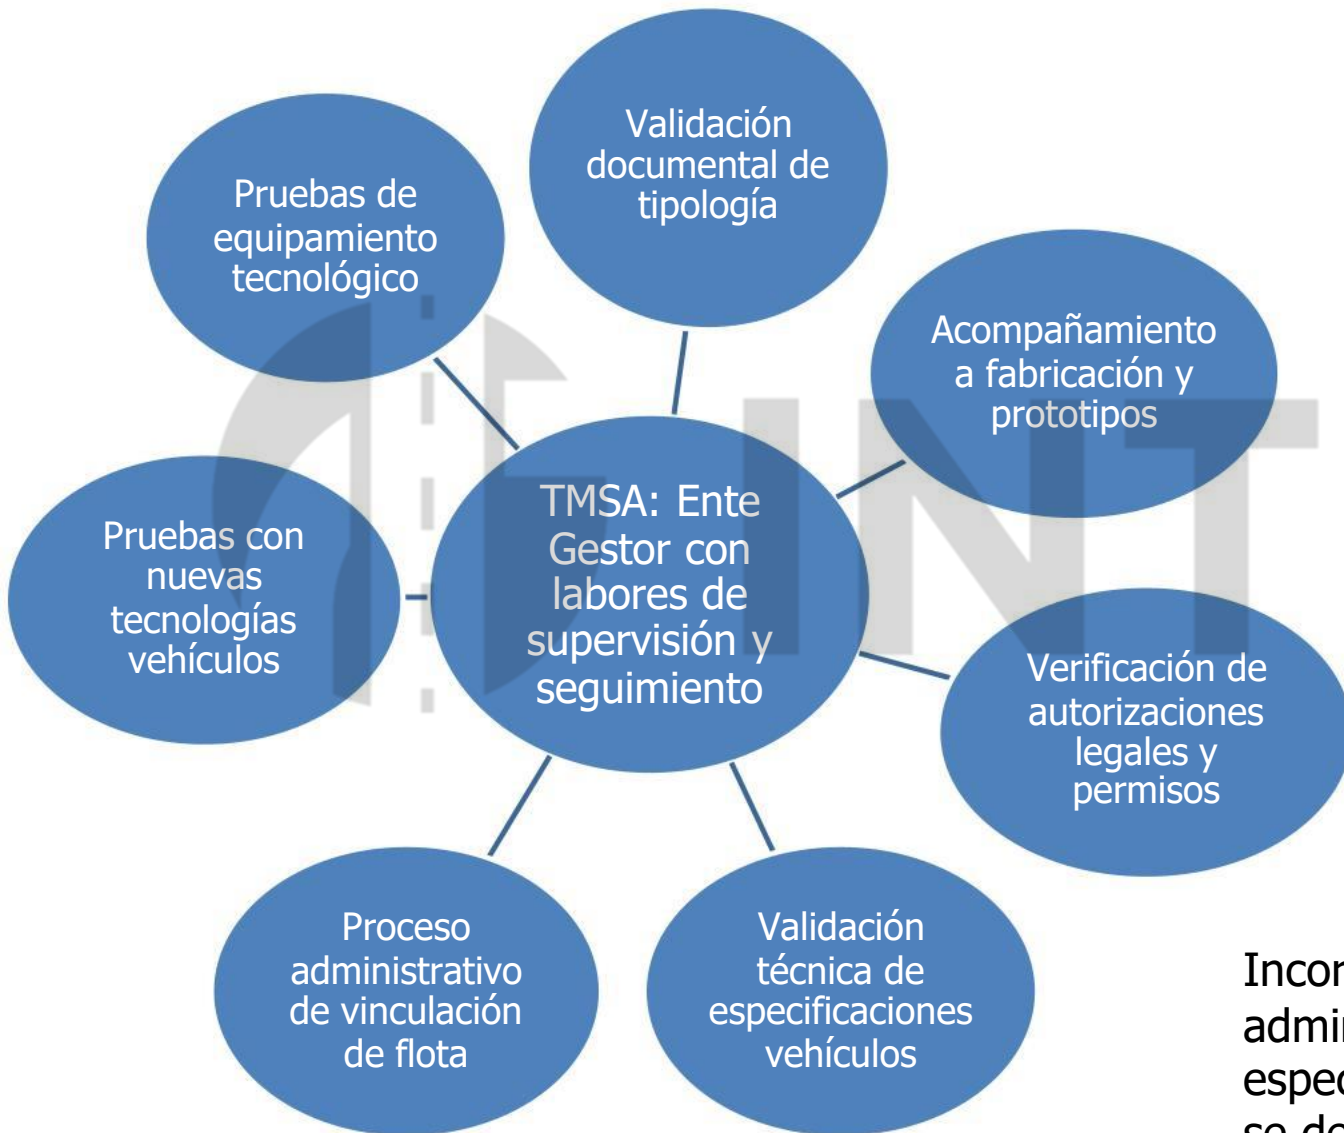 Validación
documental de
tipología
Pruebas de
equipamiento
tecnológico
Acompañamiento
a fabricación y
prototipos
TMSA: Ente
Gestor con
labores de
supervisión y
seguimiento
Pruebas con
nuevas
tecnologías
vehículos
Verificación de
autorizaciones
legales y
permisos
Proceso
administrativo
de vinculación
de flota
Validación
técnica de
especificaciones
vehículos
INT